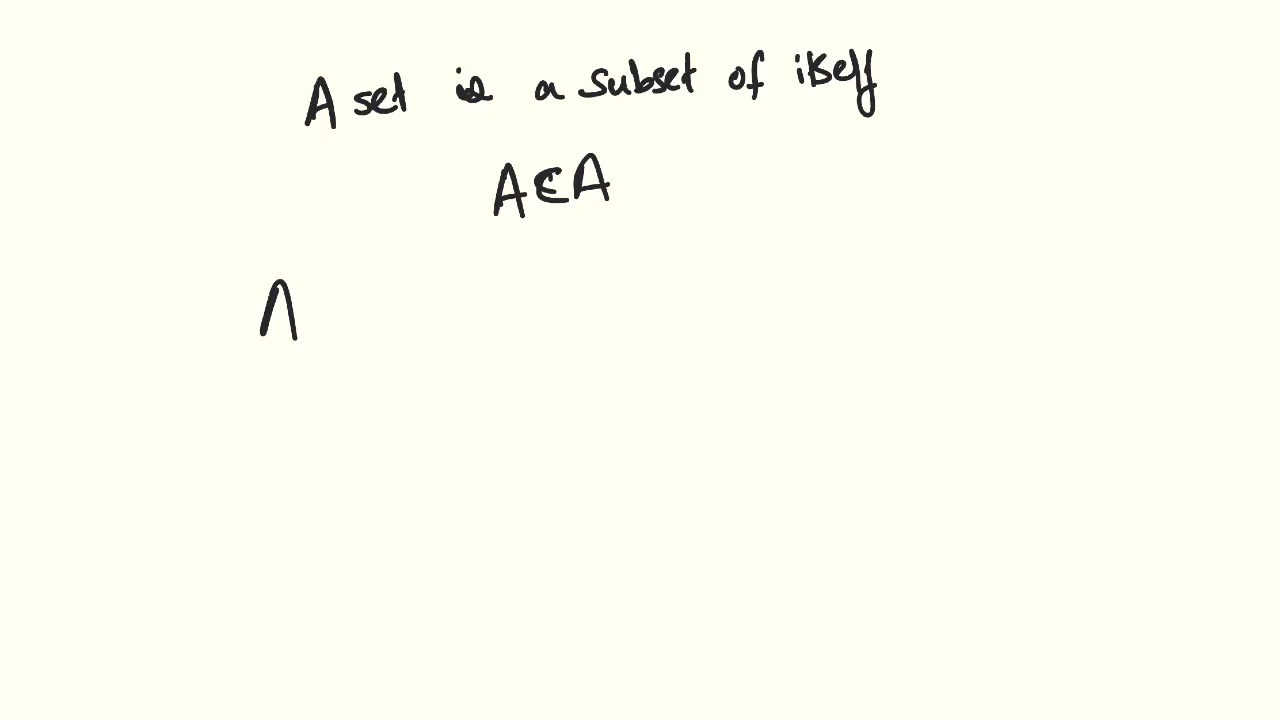 A set is a subset of itself
A ∈ A
Λ